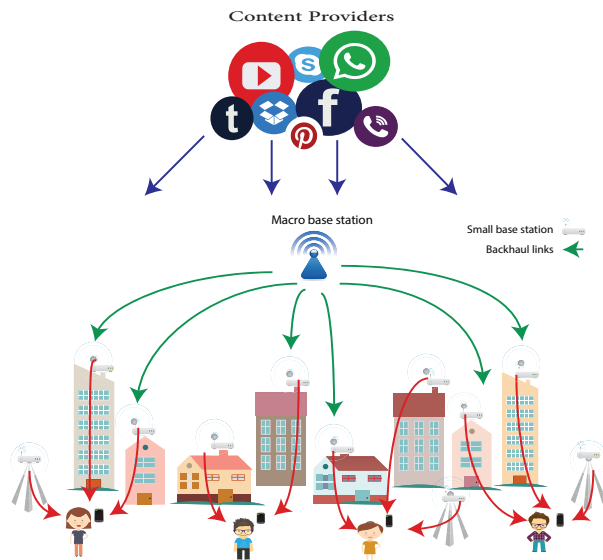 Content Providers
S
t
f
Macro base station
Small base station
Backhaul links